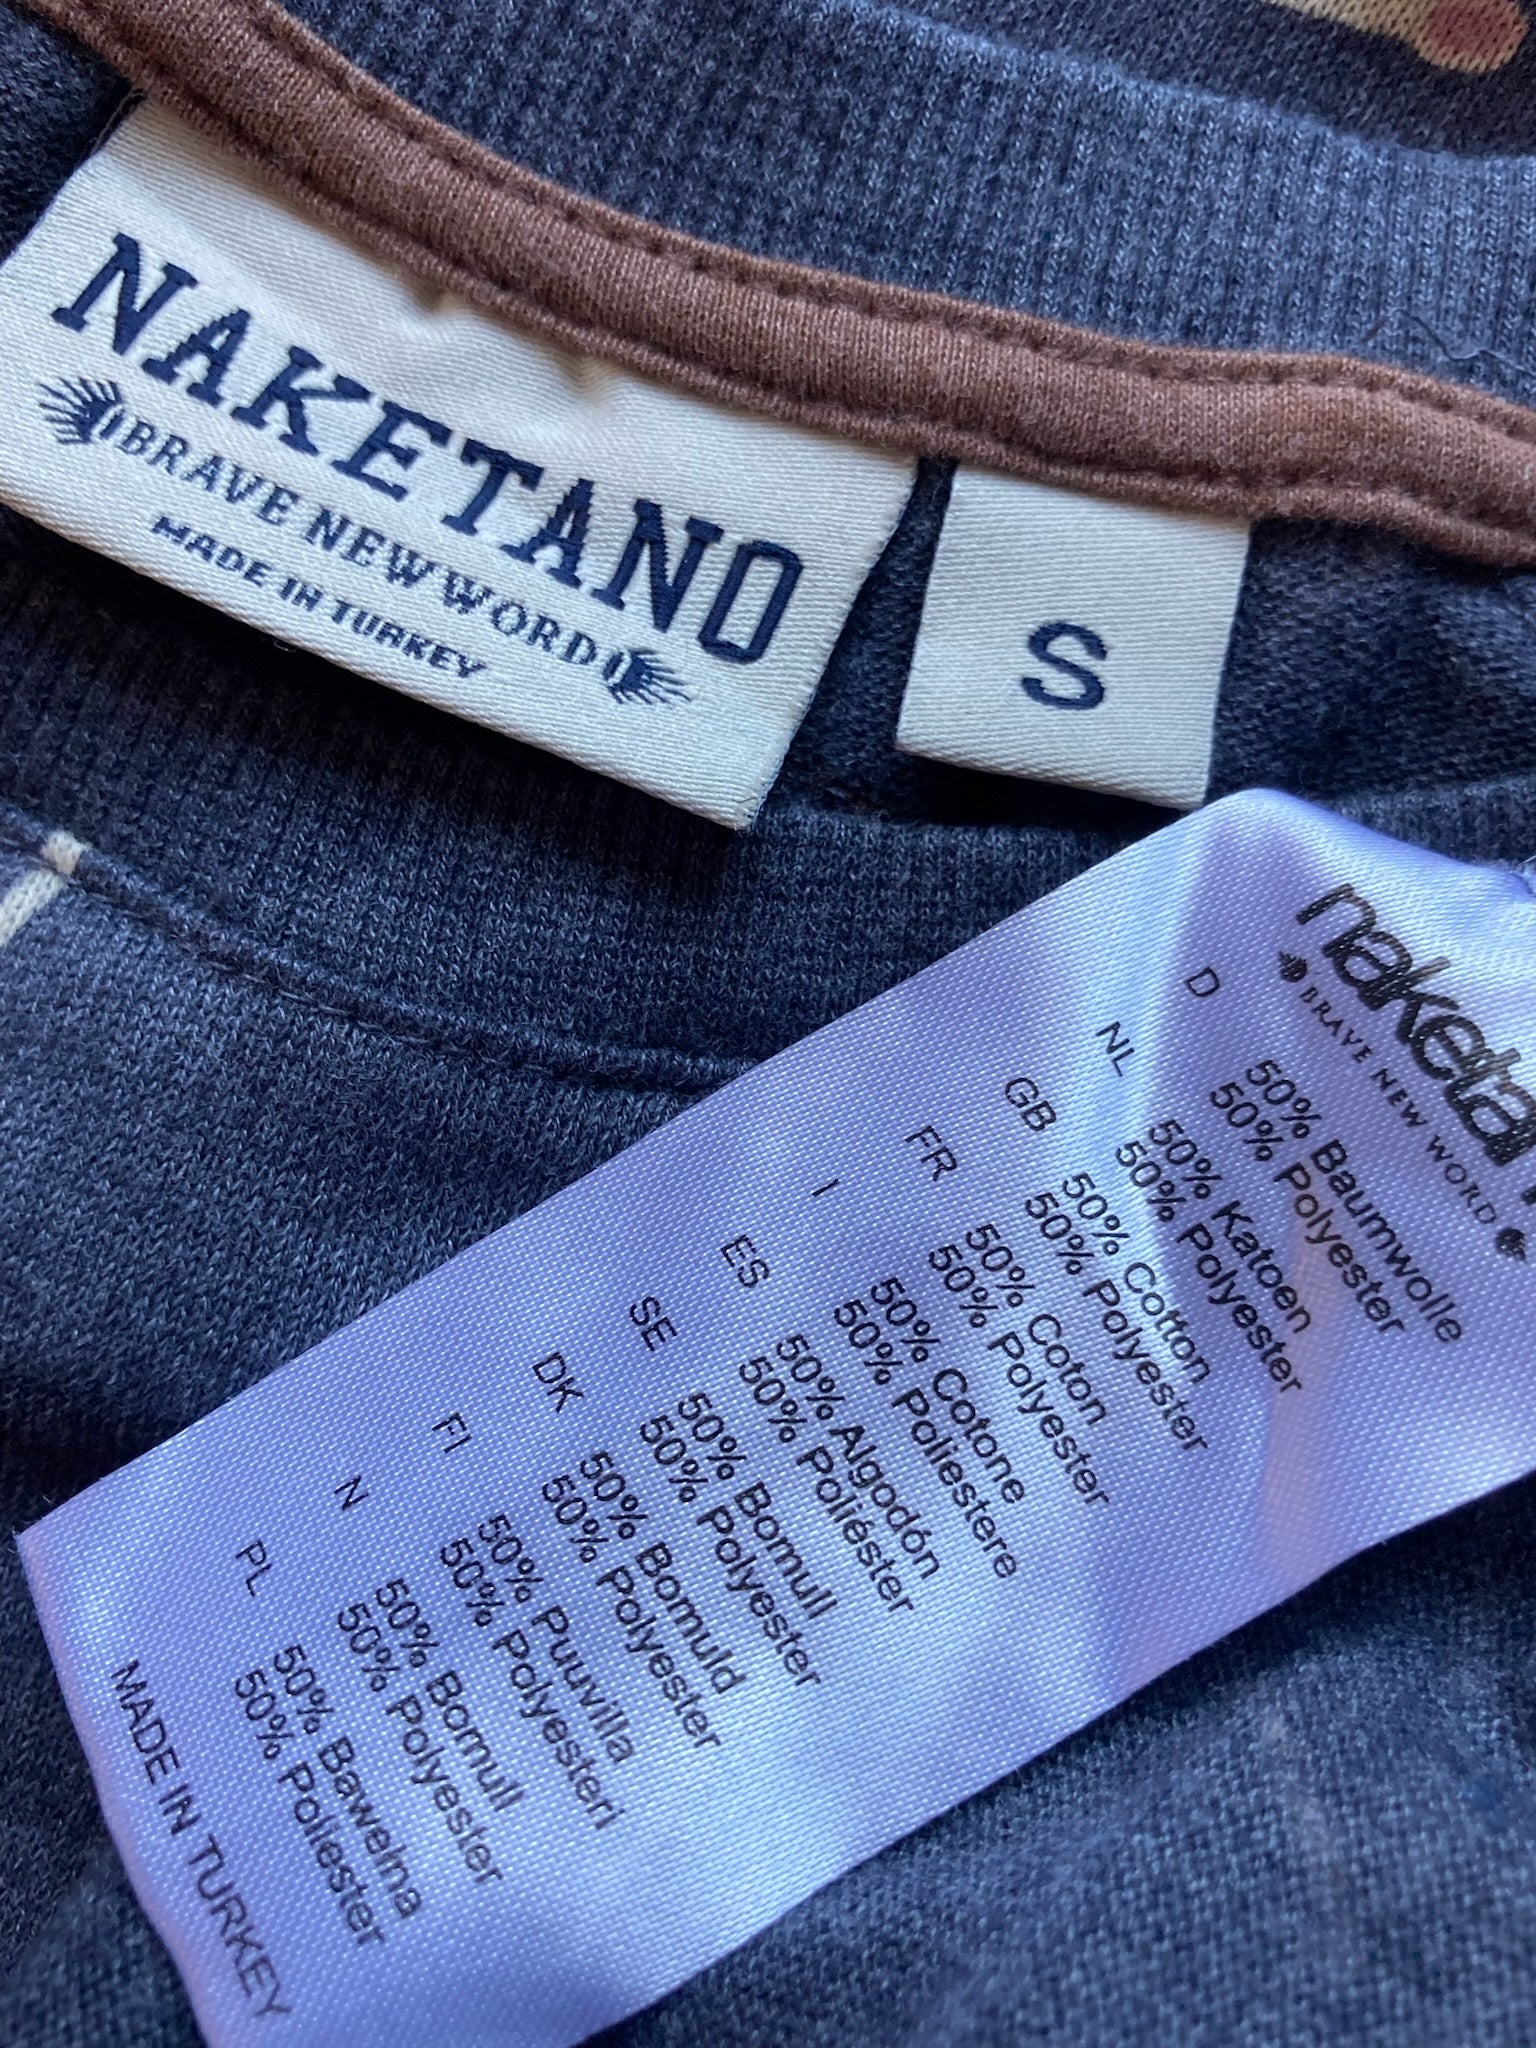 NAKETANO
BRAVE NEW WORD
MADE IN TURKEY
S
naketa
BRAVE NEW WORD
D 50% Baumwolle
50% Polyester
NL 50% Katoen
50% Polyester
GB 50% Cotton
50% Polyester
FR 50% Coton
50% Polyester
I 50% Cotone
50% Poliestere
ES 50% Algodón
50% Poliéster
SE 50% Bomull
50% Polyester
DK 50% Bomuld
50% Polyester
FI 50% Puuvilla
50% Polyesteri
N 50% Bomull
50% Polyester
PL 50% Bawełna
50% Poliester
MADE IN TURKEY